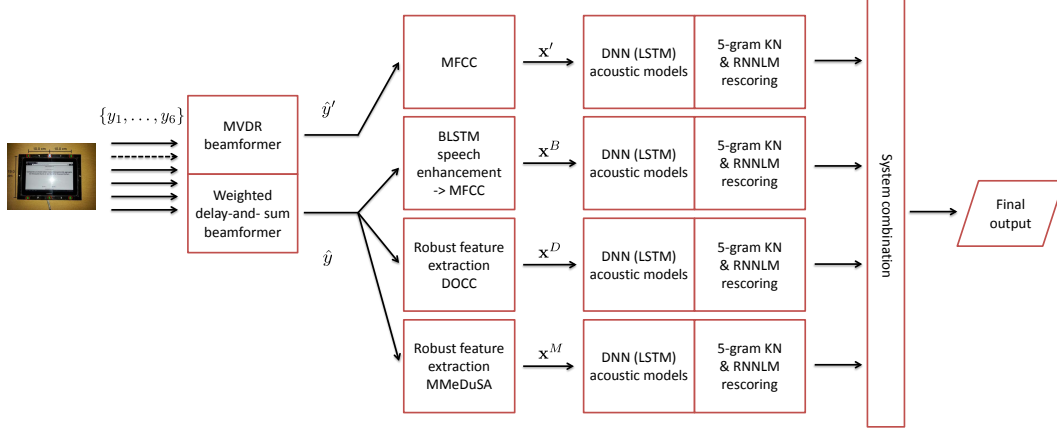 {y1, . . . , y6}
MVDR
beamformer
Weighted
delay-and- sum
beamformer
ŷ′
ŷ
MFCC
x′
DNN (LSTM)
acoustic models
5-gram KN
& RNNLM
rescoring
BLSTM
speech
enhancement
-> MFCC
x^B
DNN (LSTM)
acoustic models
5-gram KN
& RNNLM
rescoring
Robust feature
extraction
DOCC
x^D
DNN (LSTM)
acoustic models
5-gram KN
& RNNLM
rescoring
Robust feature
extraction
MMeDuSA
x^M
DNN (LSTM)
acoustic models
5-gram KN
& RNNLM
rescoring
System combination
Final
output